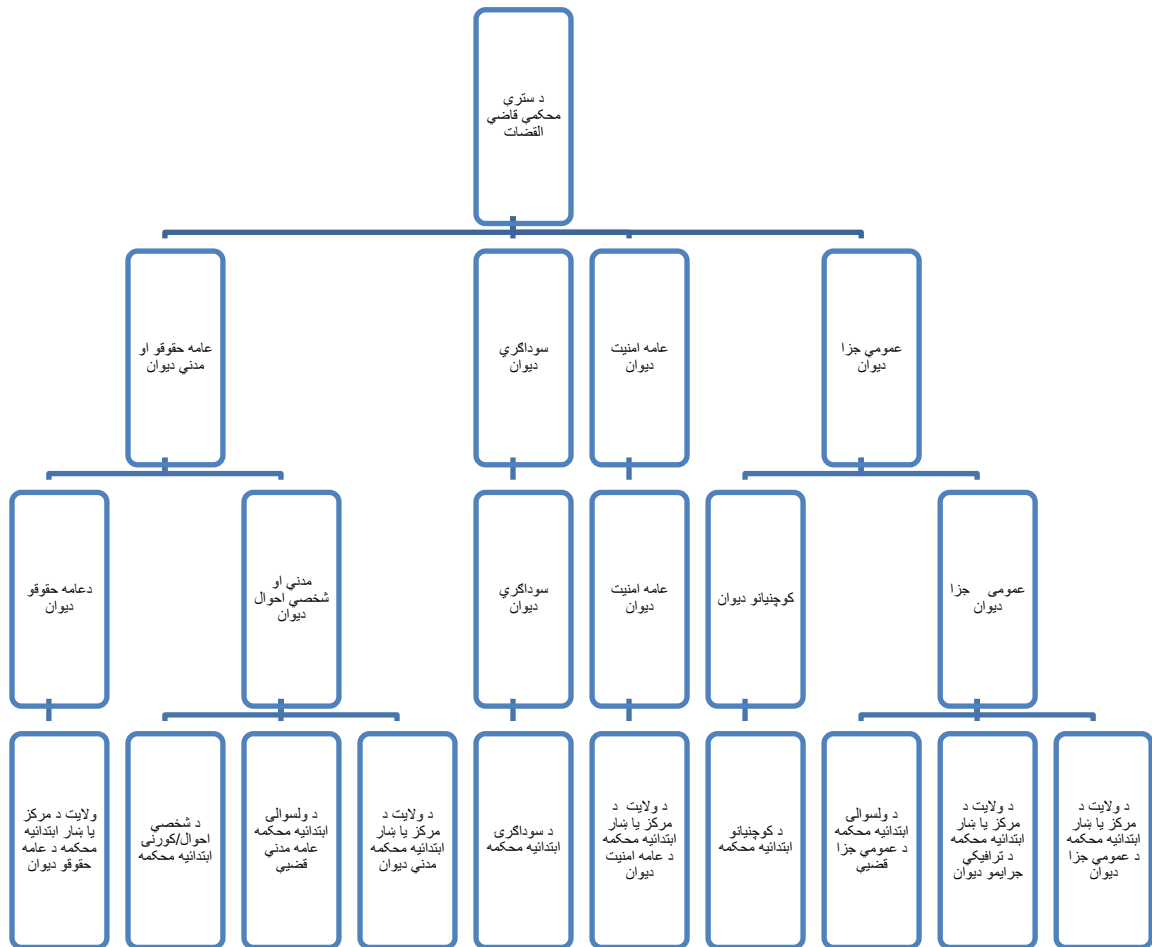 د سترې
محکمې قاضي
القضات
عمومي جزا
ديوان
عامه امنيت
ديوان
سوداګري
ديوان
عامه حقوقو او
مدني ديوان
عمومی جزا
ديوان
کوچنيانو ديوان
عامه امنيت
ديوان
سوداګري
ديوان
مدني او
شخصي احوال
ديوان
دعامه حقوقو
ديوان
د ولايت د
مرکز يا ښار
ابتدائيه محکمه
د عمومي جزا
ديوان
د ولايت د
مرکز يا ښار
ابتدائيه محکمه
د ترافيکي
جرايمو ديوان
د ولسوالی
ابتدائيه محکمه
د عمومي جزا
قضيې
د کوچنيانو
ابتدائيه محکمه
د ولايت د
مرکز يا ښار
ابتدائيه محکمه
د عامه امنيت
ديوان
د سوداګری
ابتدائيه محکمه
د ولايت د
مرکز يا ښار
ابتدائيه محکمه
مدني ديوان
د ولسوالی
ابتدائيه محکمه
عامه مدني
قضيې
د شخصي
احوال/کورنی
ابتدائيه محکمه
ولايت د مرکز
يا ښار ابتدائيه
محکمه د عامه
حقوقو ديوان